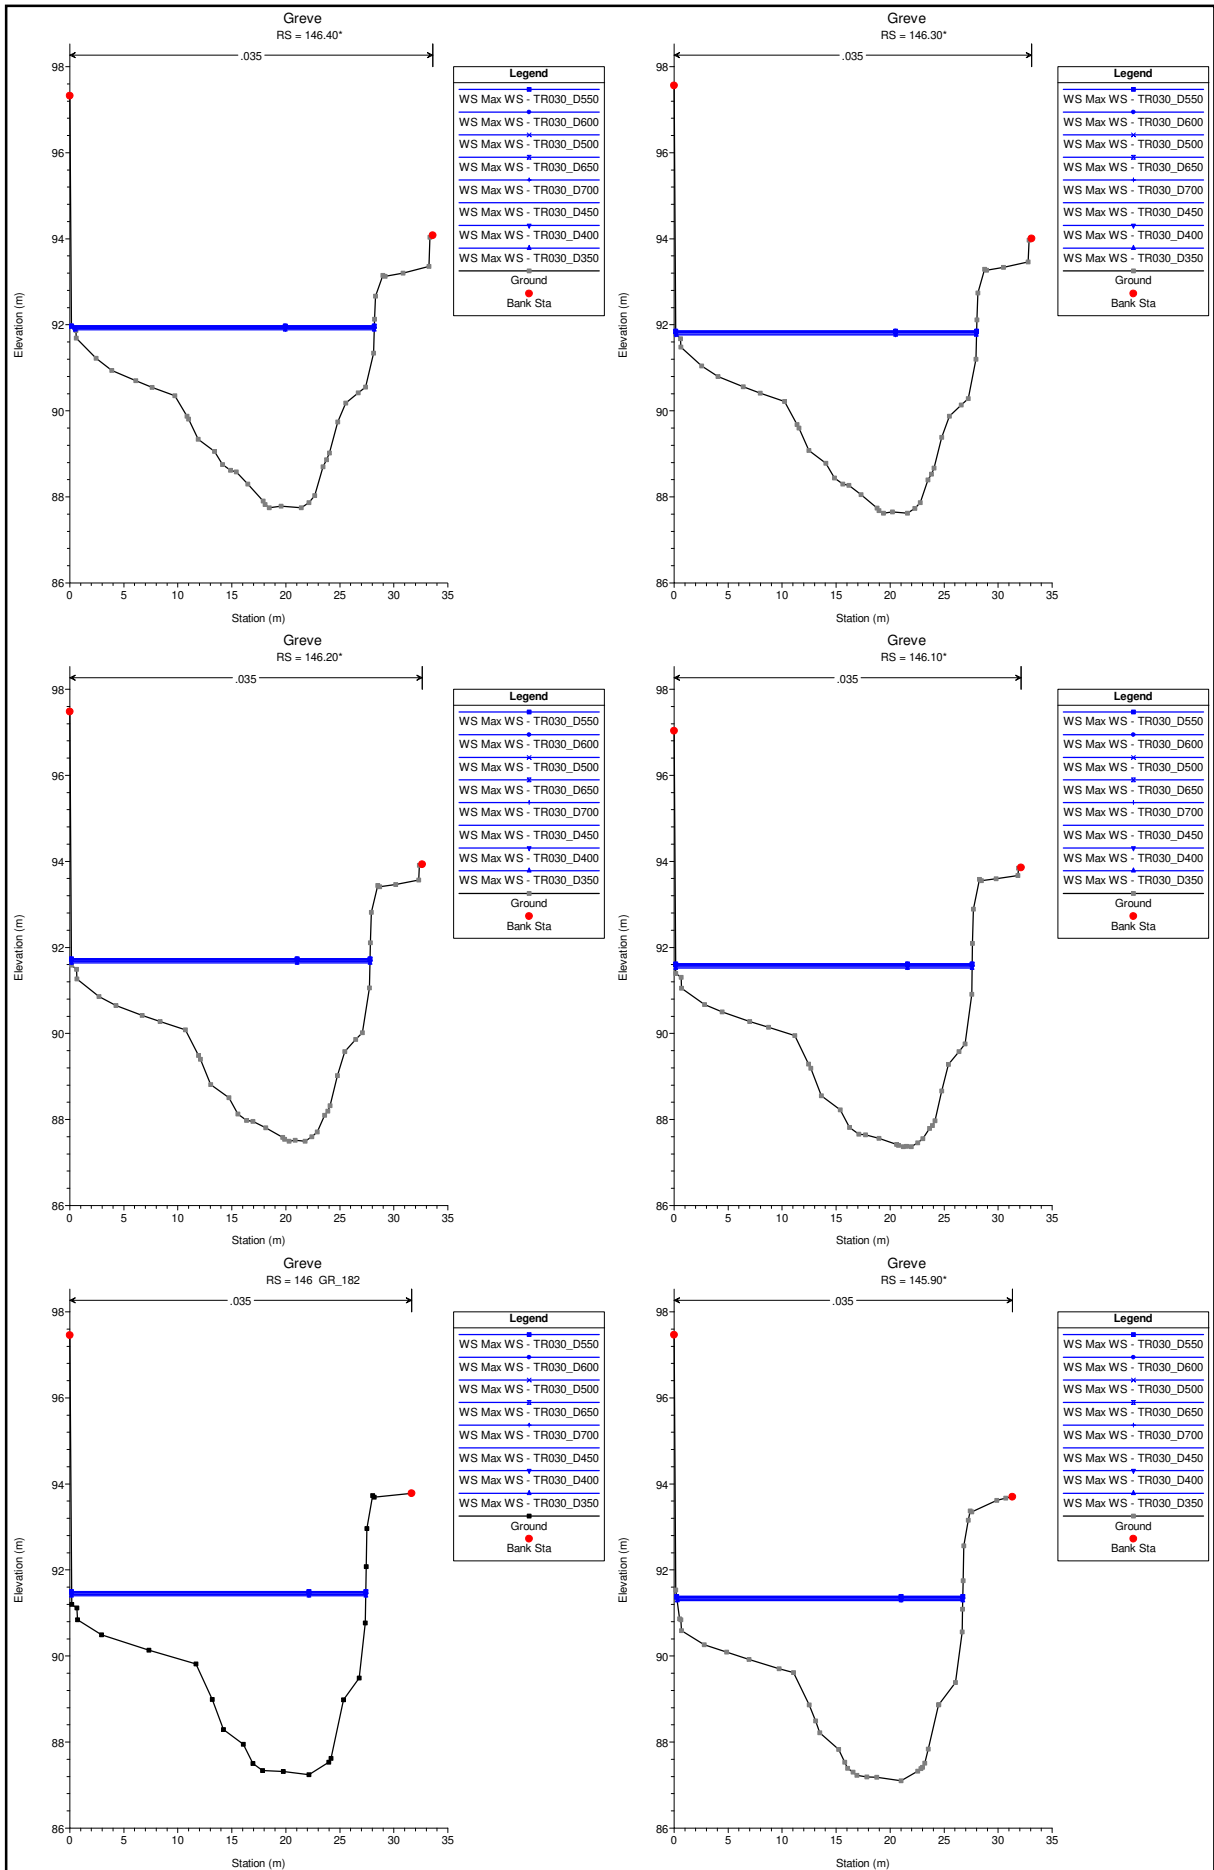 Greve
RS = 146.40*
.035
98
96
94
92
90
88
86
0 5 10 15 20 25 30 35
Elevation (m)
Station (m)
Legend
WS Max WS - TR030_D550
WS Max WS - TR030_D600
WS Max WS - TR030_D500
WS Max WS - TR030_D650
WS Max WS - TR030_D700
WS Max WS - TR030_D450
WS Max WS - TR030_D400
WS Max WS - TR030_D350
Ground
Bank Sta
Greve
RS = 146.30*
.035
98
96
94
92
90
88
86
0 5 10 15 20 25 30 35
Elevation (m)
Station (m)
Legend
WS Max WS - TR030_D550
WS Max WS - TR030_D600
WS Max WS - TR030_D500
WS Max WS - TR030_D650
WS Max WS - TR030_D700
WS Max WS - TR030_D450
WS Max WS - TR030_D400
WS Max WS - TR030_D350
Ground
Bank Sta
Greve
RS = 146.20*
.035
98
96
94
92
90
88
86
0 5 10 15 20 25 30 35
Elevation (m)
Station (m)
Legend
WS Max WS - TR030_D550
WS Max WS - TR030_D600
WS Max WS - TR030_D500
WS Max WS - TR030_D650
WS Max WS - TR030_D700
WS Max WS - TR030_D450
WS Max WS - TR030_D400
WS Max WS - TR030_D350
Ground
Bank Sta
Greve
RS = 146.10*
.035
98
96
94
92
90
88
86
0 5 10 15 20 25 30 35
Elevation (m)
Station (m)
Legend
WS Max WS - TR030_D550
WS Max WS - TR030_D600
WS Max WS - TR030_D500
WS Max WS - TR030_D650
WS Max WS - TR030_D700
WS Max WS - TR030_D450
WS Max WS - TR030_D400
WS Max WS - TR030_D350
Ground
Bank Sta
Greve
RS = 146 GR_182
.035
98
96
94
92
90
88
86
0 5 10 15 20 25 30 35
Elevation (m)
Station (m)
Legend
WS Max WS - TR030_D550
WS Max WS - TR030_D600
WS Max WS - TR030_D500
WS Max WS - TR030_D650
WS Max WS - TR030_D700
WS Max WS - TR030_D450
WS Max WS - TR030_D400
WS Max WS - TR030_D350
Ground
Bank Sta
Greve
RS = 145.90*
.035
98
96
94
92
90
88
86
0 5 10 15 20 25 30 35
Elevation (m)
Station (m)
Legend
WS Max WS - TR030_D550
WS Max WS - TR030_D600
WS Max WS - TR030_D500
WS Max WS - TR030_D650
WS Max WS - TR030_D700
WS Max WS - TR030_D450
WS Max WS - TR030_D400
WS Max WS - TR030_D350
Ground
Bank Sta